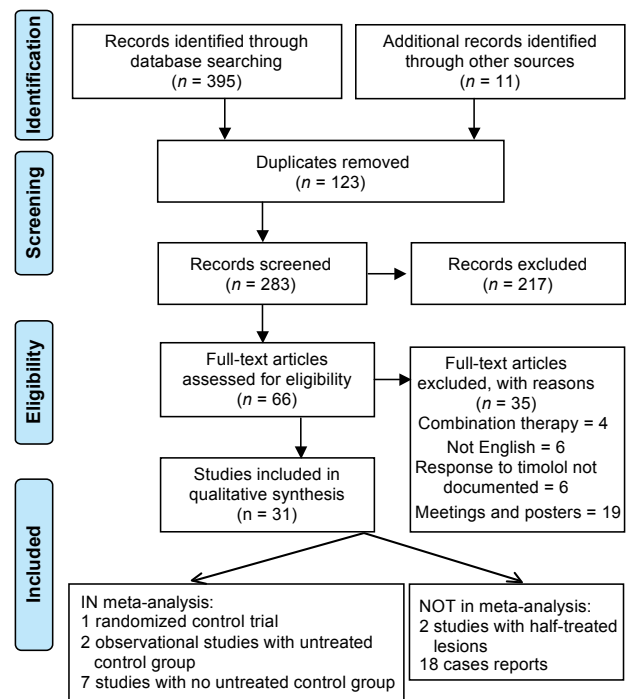 Identification
Records identified through
database searching
(n = 395)
Additional records identified
through other sources
(n = 11)
Screening
Duplicates removed
(n = 123)
Records screened
(n = 283)
Records excluded
(n = 217)
Eligibility
Full-text articles
assessed for eligibility
(n = 66)
Full-text articles
excluded, with reasons
(n = 35)
Combination therapy = 4
Not English = 6
Response to timolol not
documented = 6
Meetings and posters = 19
Studies included in
qualitative synthesis
(n = 31)
Included
IN meta-analysis:
1 randomized control trial
2 observational studies with untreated
control group
7 studies with no untreated control group
NOT in meta-analysis:
2 studies with half-treated
lesions
18 cases reports